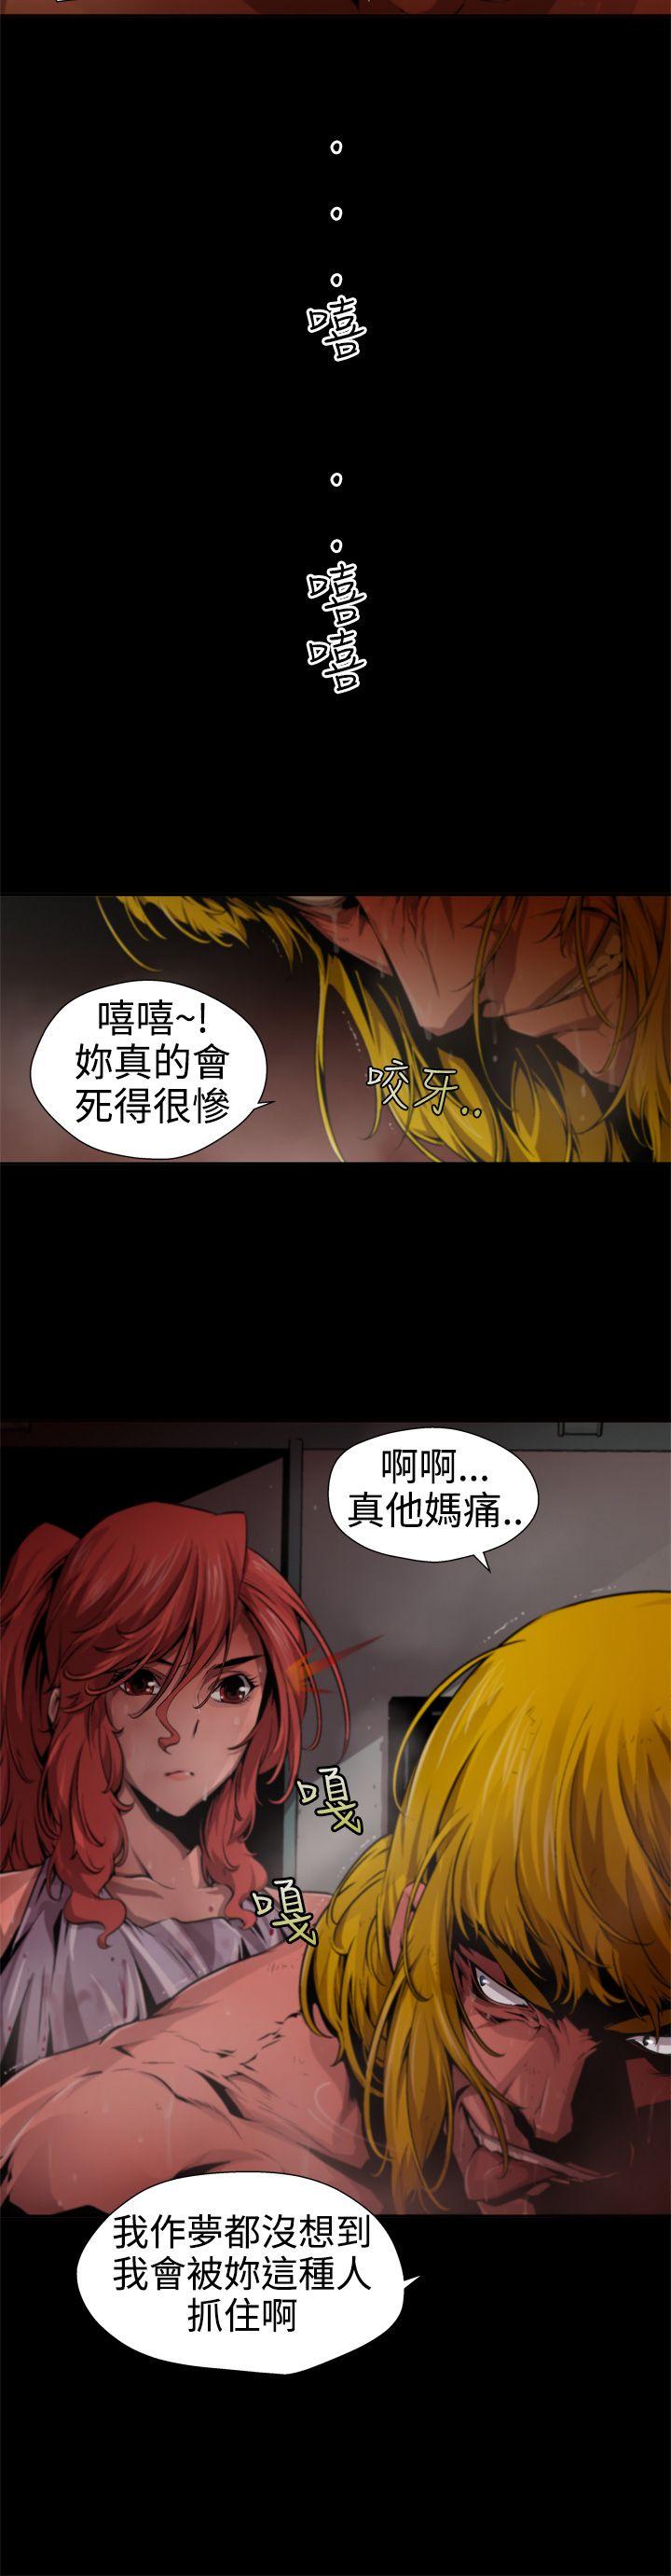 。
。
。
嘻
。
。
嘻
嘻
嘻嘻~!
妳真的會
死得很慘
咬牙..
啊啊...
真他媽痛..
嘎
嘎
我作夢都沒想到
我會被妳這種人
抓住啊